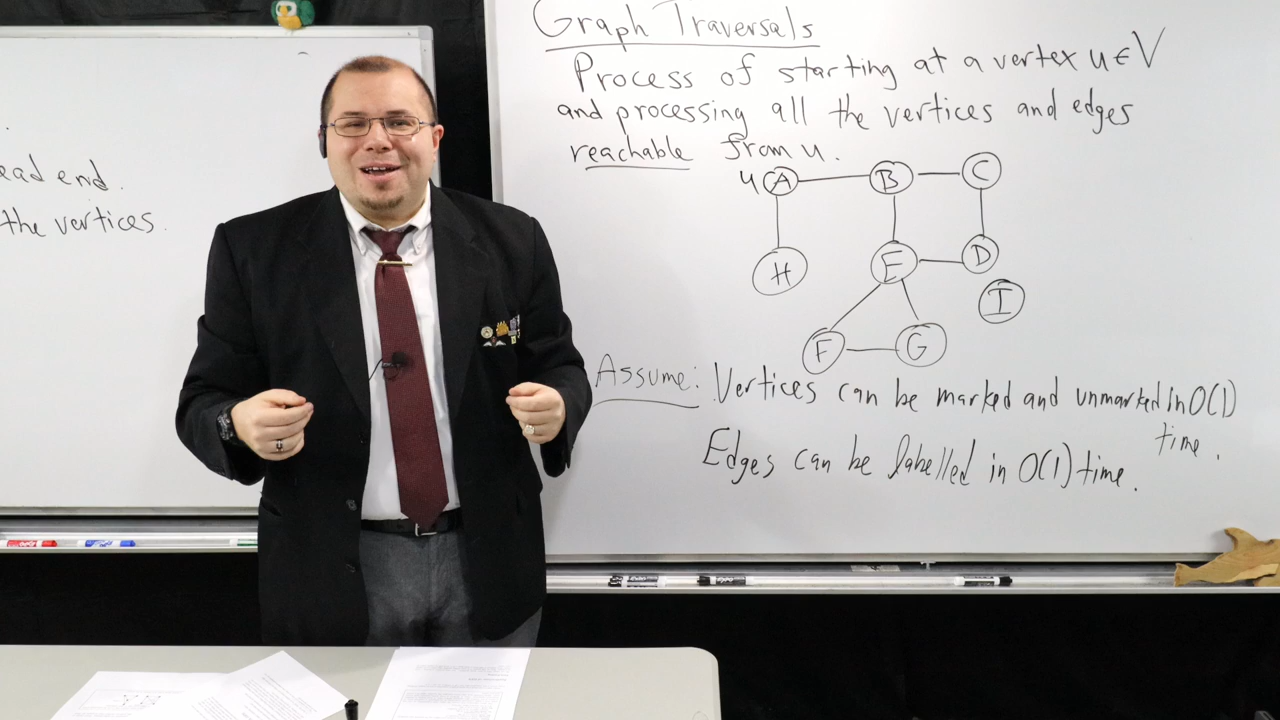 ead end.
the vertices.
Graph Traversals
Process of starting at a vertex u ∈ V
and processing all the vertices and edges
reachable from u.
u A B C
H E D
I
F G
Assume: Vertices can be marked and unmarked in O(1)
time.
Edges can be labelled in O(1) time.